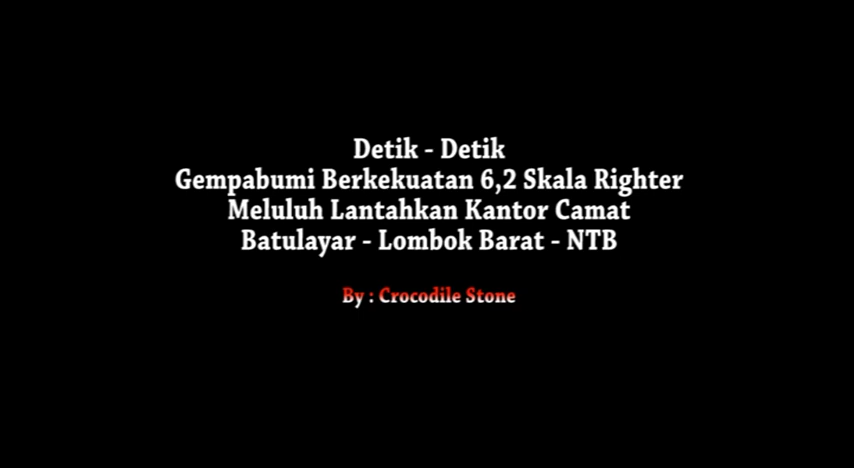 Detik - Detik
Gempabumi Berkekuatan 6,2 Skala Righter
Meluluh Lantahkan Kantor Camat
Batulayar - Lombok Barat - NTB
By : Crocodile Stone